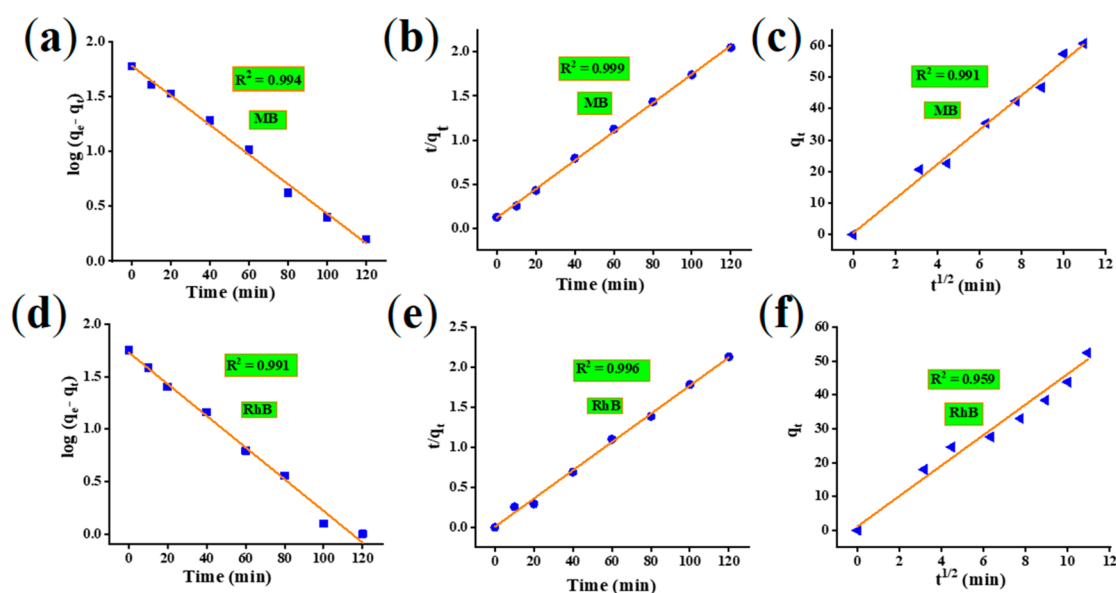 (a)
2.0
1.5
1.0
0.5
0.0
log (qₑ- qₜ)
R² = 0.994
MB
0 20 40 60 80 100 120
Time (min)
(b)
2.0
1.5
1.0
0.5
0.0
t/qₜ
R² = 0.999
MB
0 20 40 60 80 100 120
Time (min)
(c)
60
50
40
30
20
10
0
qₜ
R² = 0.991
MB
0 2 4 6 8 10 12
t^1/2 (min)
(d)
2.0
1.5
1.0
0.5
0.0
log (qₑ- qₜ)
R² = 0.991
RhB
0 20 40 60 80 100 120
Time (min)
(e)
2.5
2.0
1.5
1.0
0.5
0.0
t/qₜ
R² = 0.996
RhB
0 20 40 60 80 100 120
Time (min)
(f)
60
50
40
30
20
10
0
qₜ
R² = 0.959
RhB
0 2 4 6 8 10 12
t^1/2 (min)